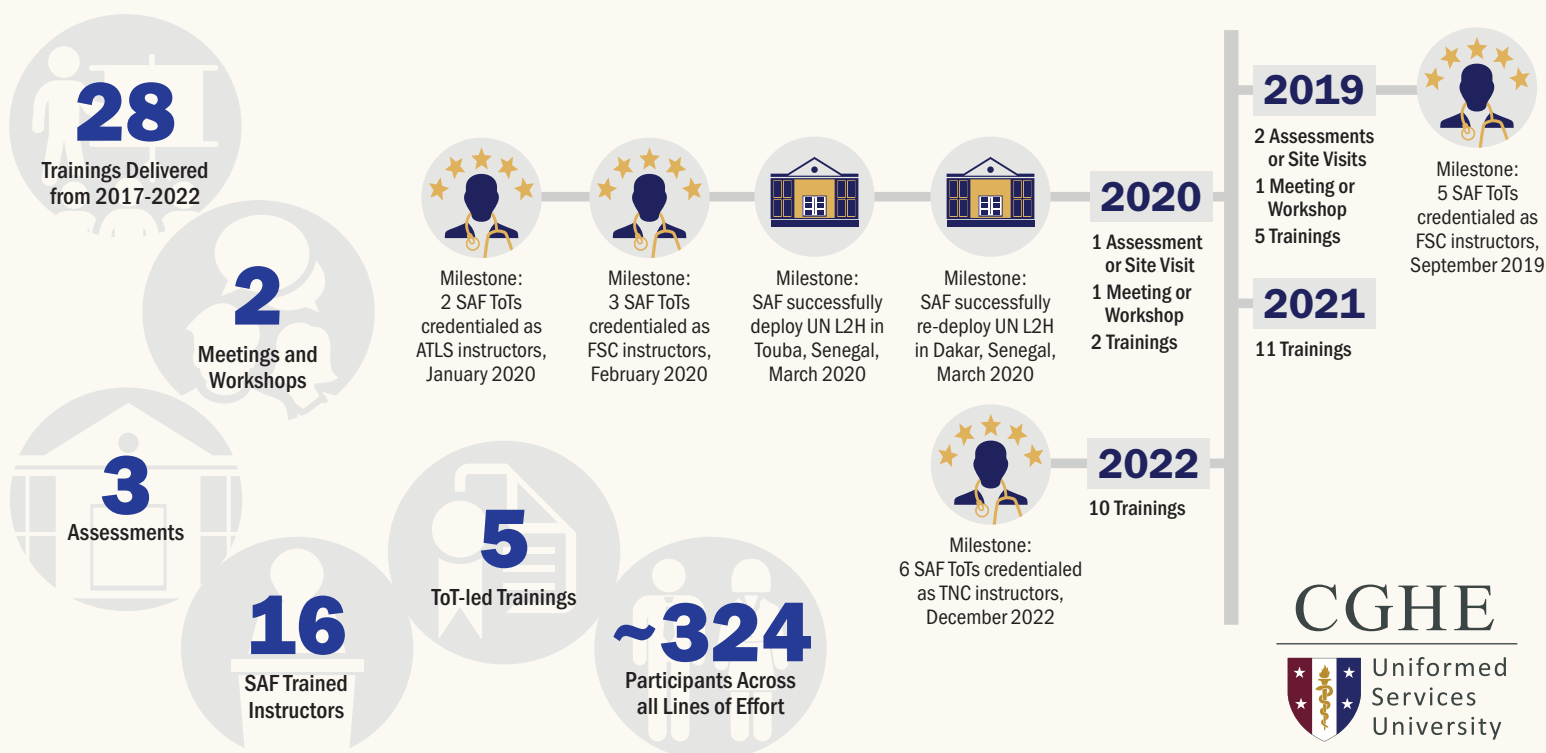 28
Trainings Delivered
from 2017-2022
2
Meetings and
Workshops
3
Assessments
16
SAF Trained
Instructors
5
ToT-led Trainings
~324
Participants Across
all Lines of Effort
2019
2 Assessments
or Site Visits
1 Meeting or
Workshop
5 Trainings
Milestone:
5 SAF ToTs
credentialed as
FSC instructors,
September 2019
2020
1 Assessment
or Site Visit
1 Meeting or
Workshop
2 Trainings
Milestone:
2 SAF ToTs
credentialed as
ATLS instructors,
January 2020
Milestone:
3 SAF ToTs
credentialed as
FSC instructors,
February 2020
Milestone:
SAF successfully
deploy UN L2H in
Touba, Senegal,
March 2020
Milestone:
SAF successfully
re-deploy UN L2H
in Dakar, Senegal,
March 2020
2021
11 Trainings
2022
10 Trainings
Milestone:
6 SAF ToTs credentialed
as TNC instructors,
December 2022
CGHE
Uniformed
Services
University